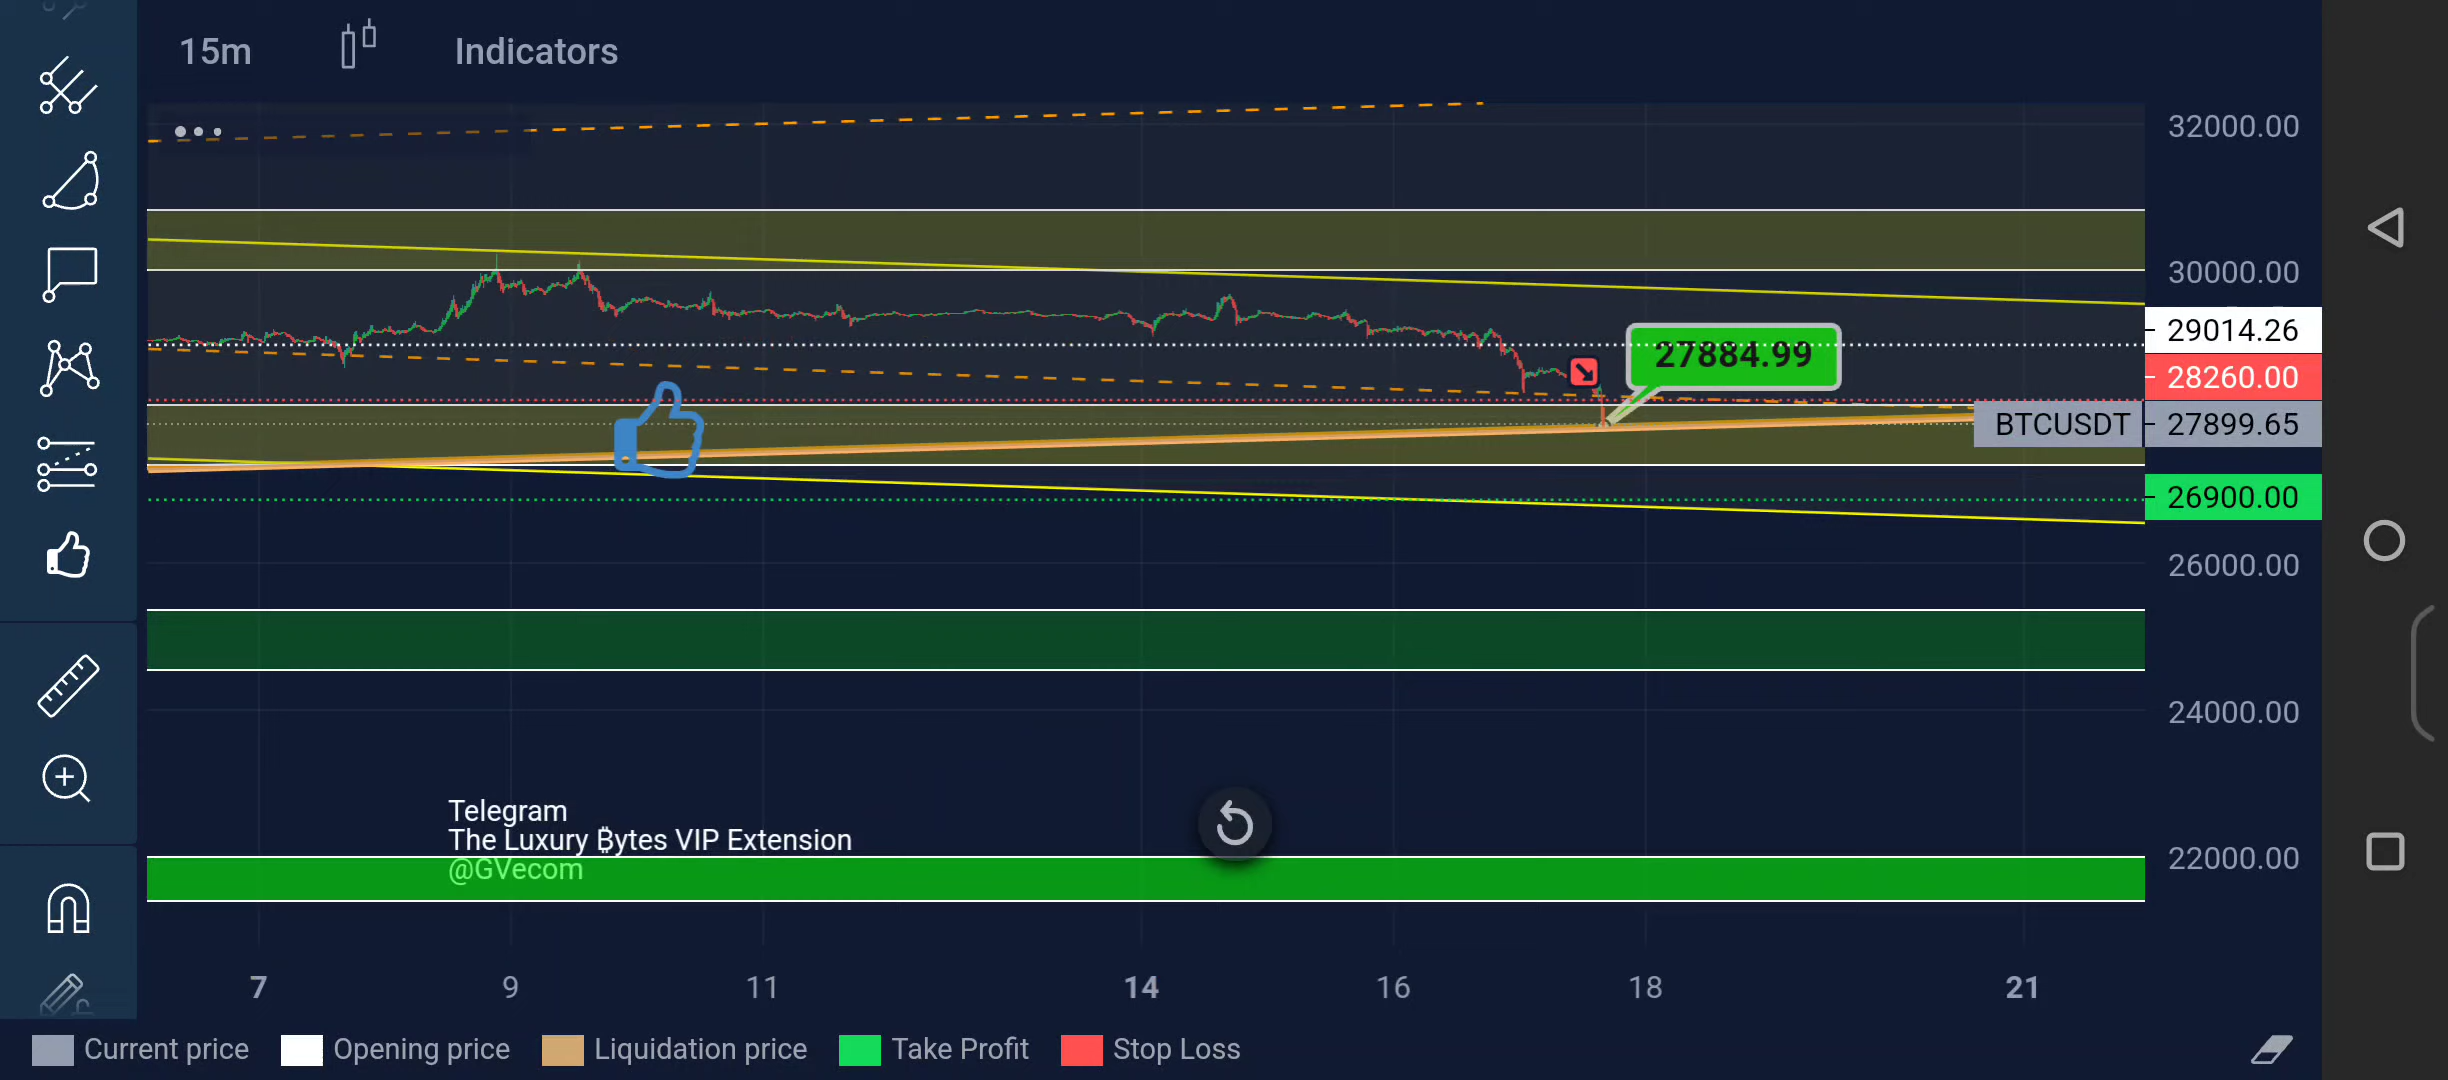 15m
Indicators
32000.00
30000.00
29014.26
27884.99
28260.00
BTCUSDT
27899.65
26900.00
26000.00
24000.00
Telegram
The Luxury ₿ytes VIP Extension
@GVecom
22000.00
7 9 11 14 16 18 21
Current price Opening price Liquidation price Take Profit Stop Loss